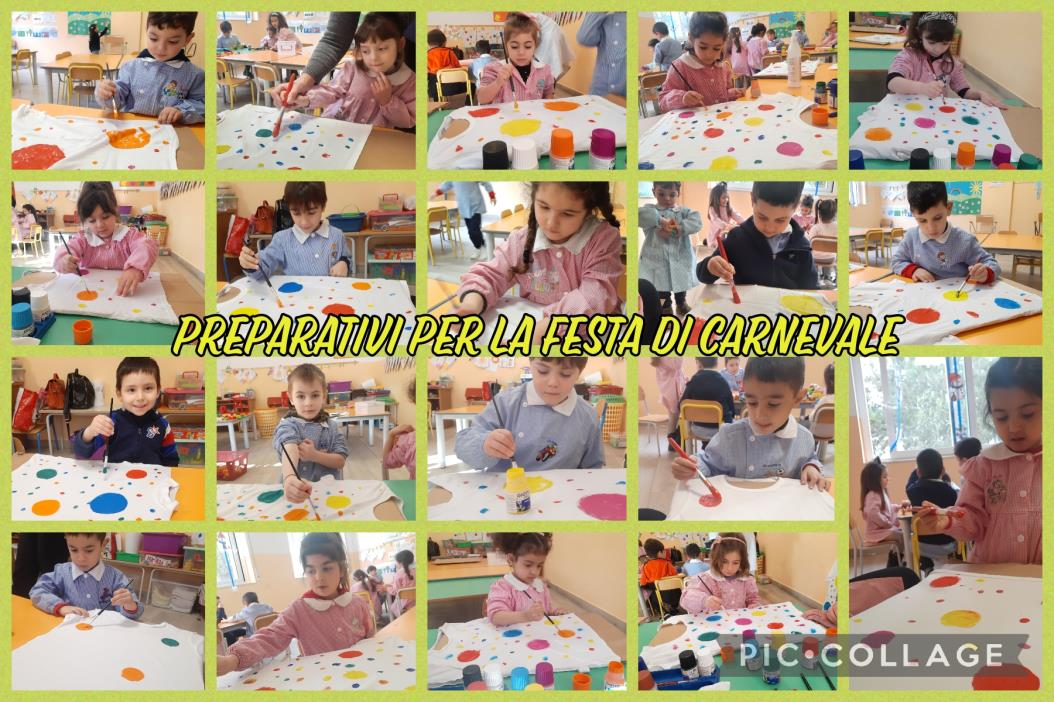 PREPARATIVI PER LA FESTA DI CARNEVALE
PIC•COLLAGE